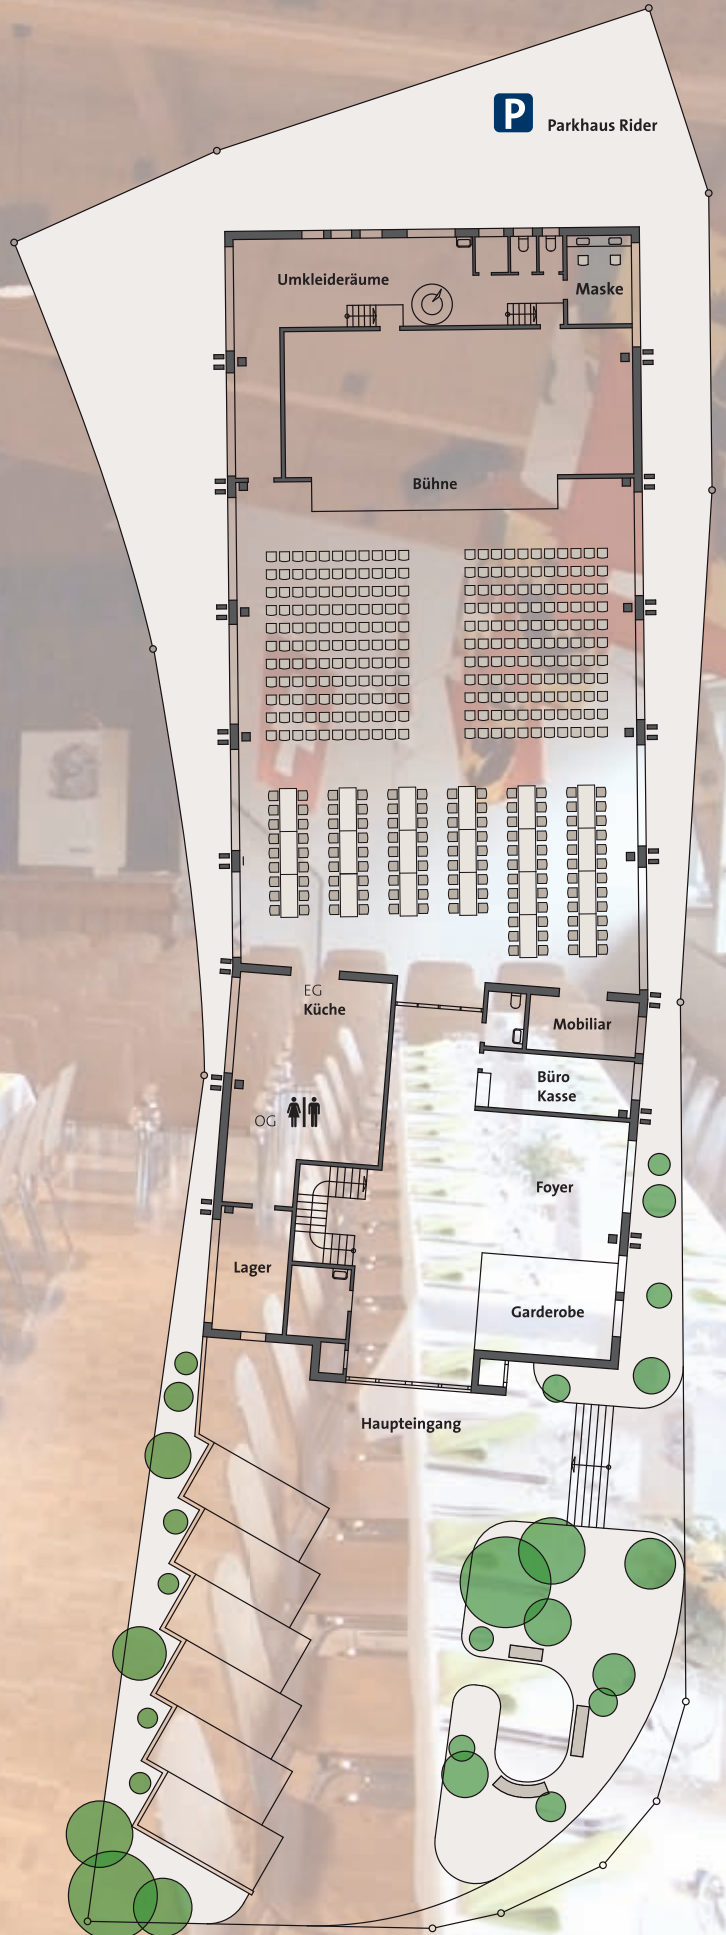 P
Parkhaus Rider
Umkleideräume
Maske
Bühne
EG
Küche
Mobiliar
Büro
Kasse
OG
Foyer
Lager
Garderobe
Haupteingang